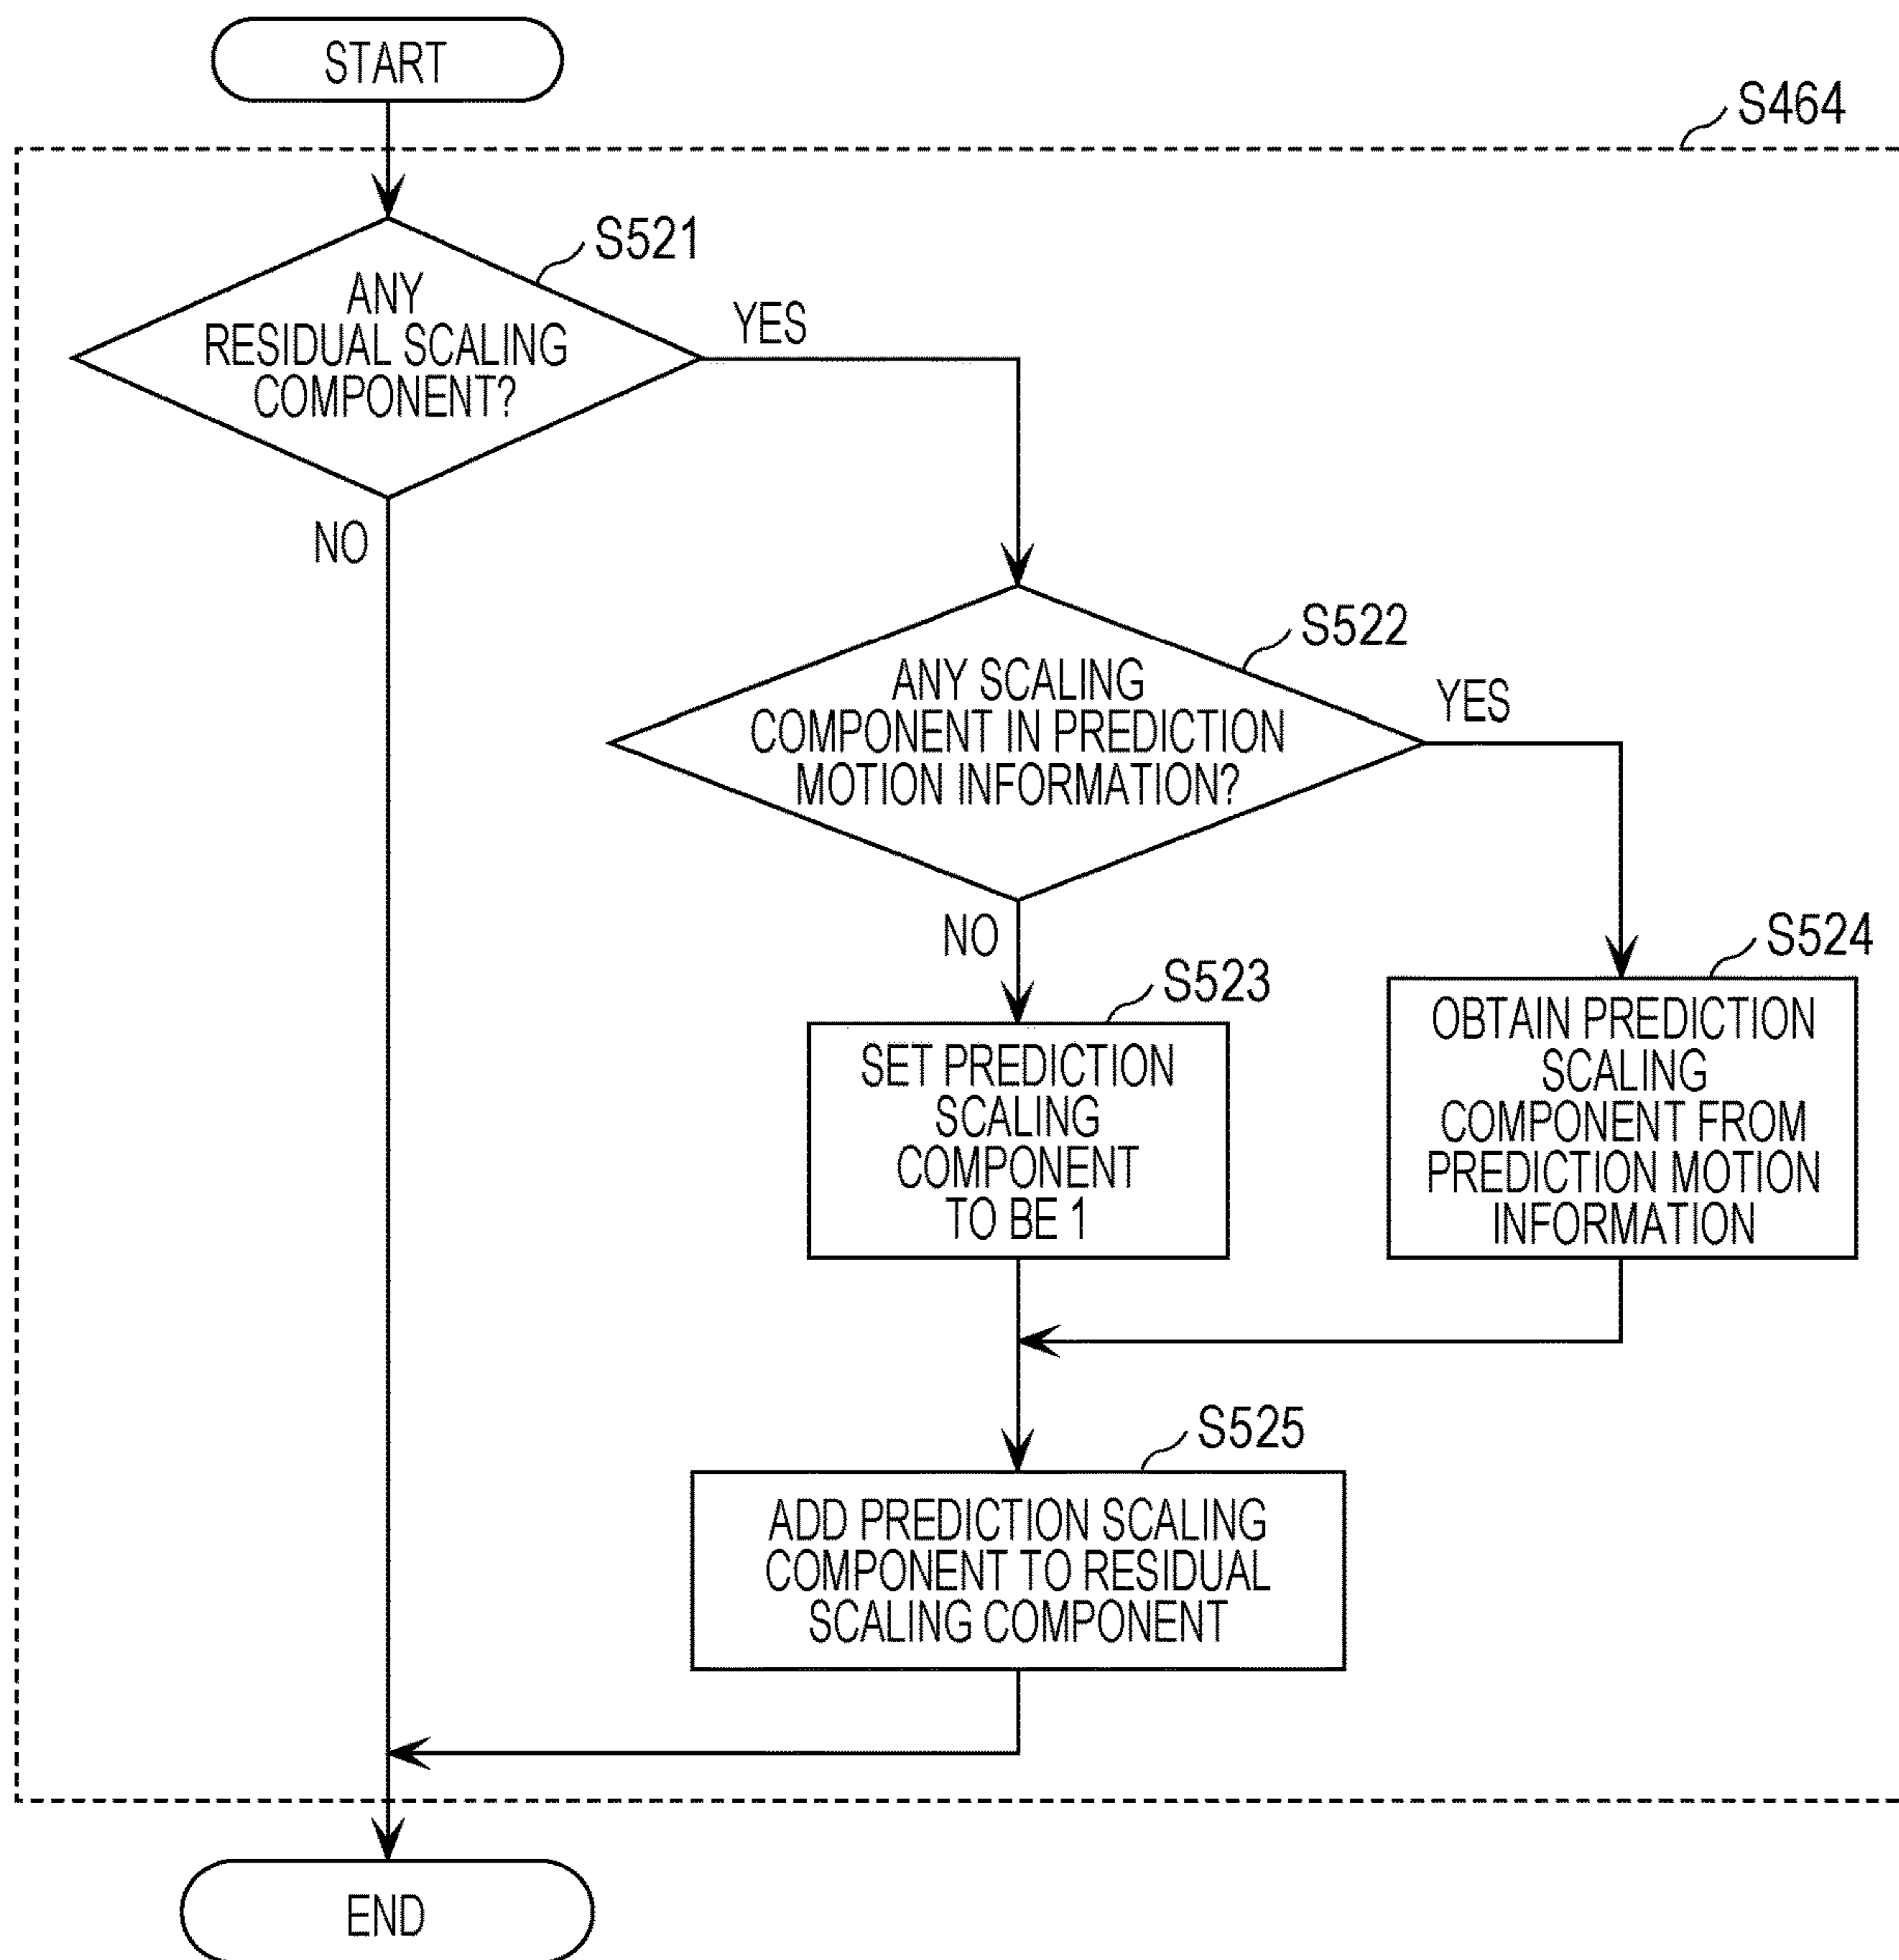 START
S464
S521
ANY
RESIDUAL SCALING
COMPONENT?
YES
NO
S522
ANY SCALING
COMPONENT IN PREDICTION
MOTION INFORMATION?
YES
NO
S523
SET PREDICTION
SCALING
COMPONENT
TO BE 1
S524
OBTAIN PREDICTION
SCALING
COMPONENT FROM
PREDICTION MOTION
INFORMATION
S525
ADD PREDICTION SCALING
COMPONENT TO RESIDUAL
SCALING COMPONENT
END